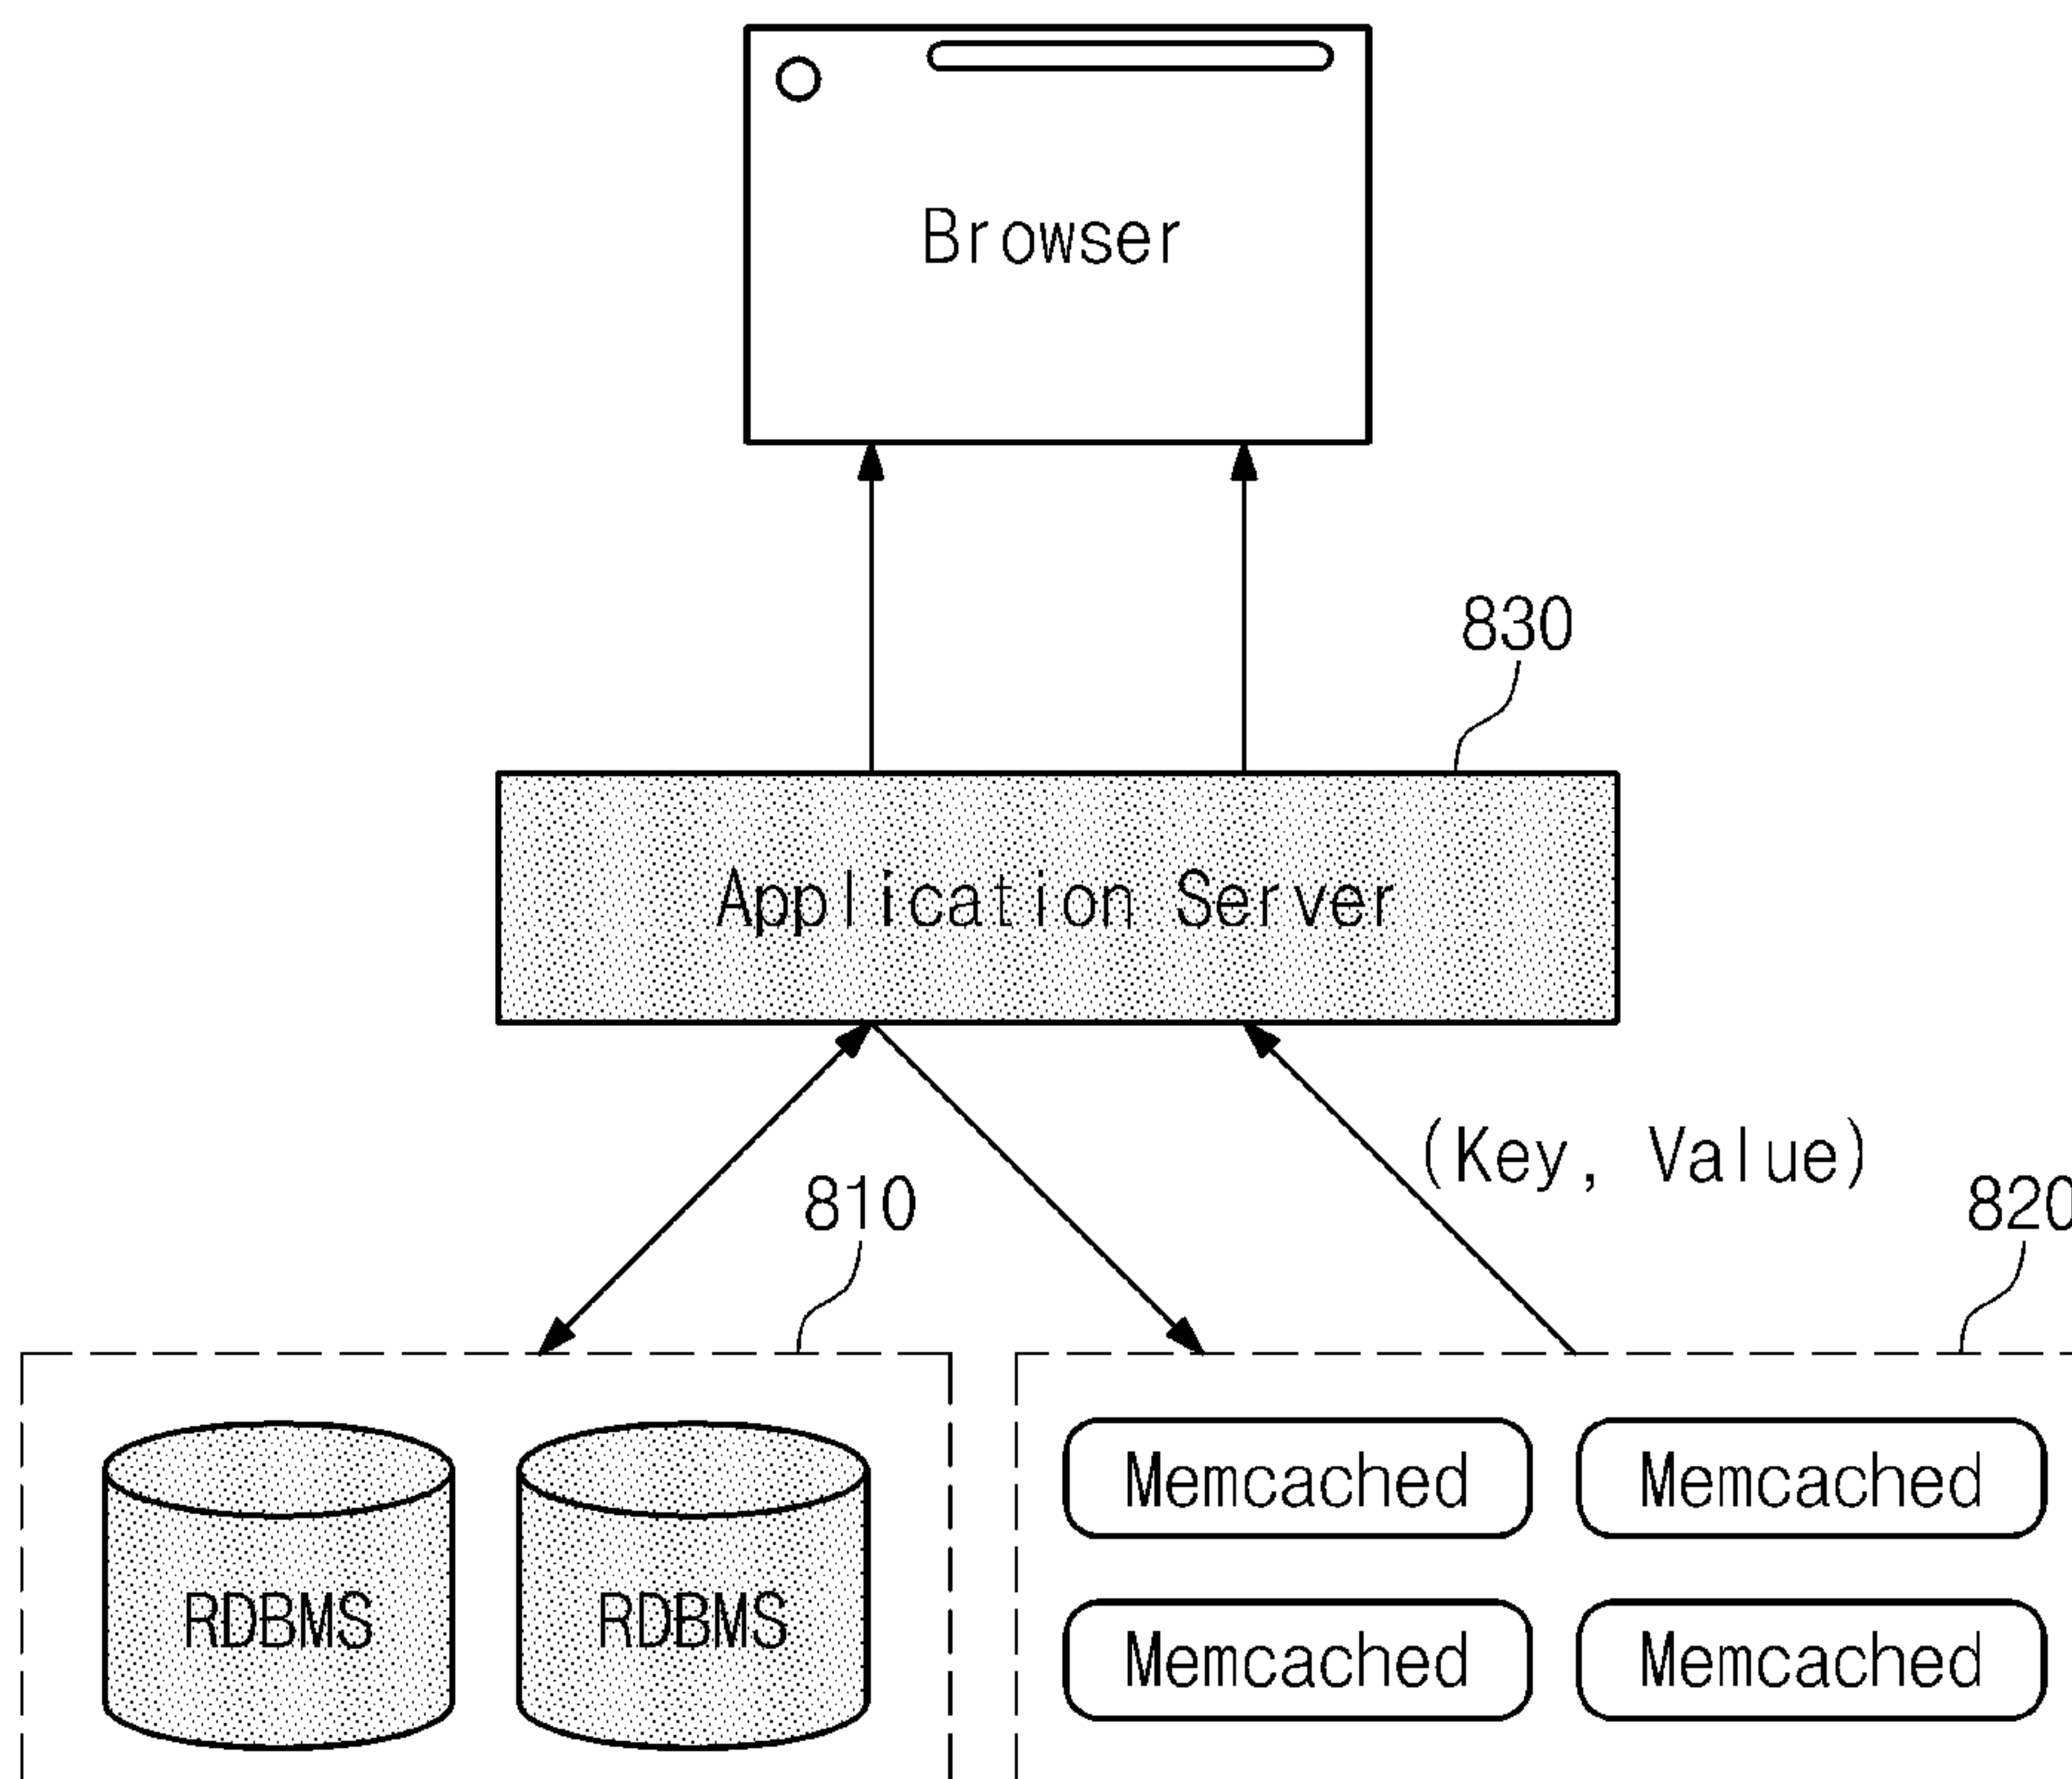 Browser
830
Application Server
(Key, Value)
810
820
Memcached Memcached
RDBMS RDBMS
Memcached Memcached